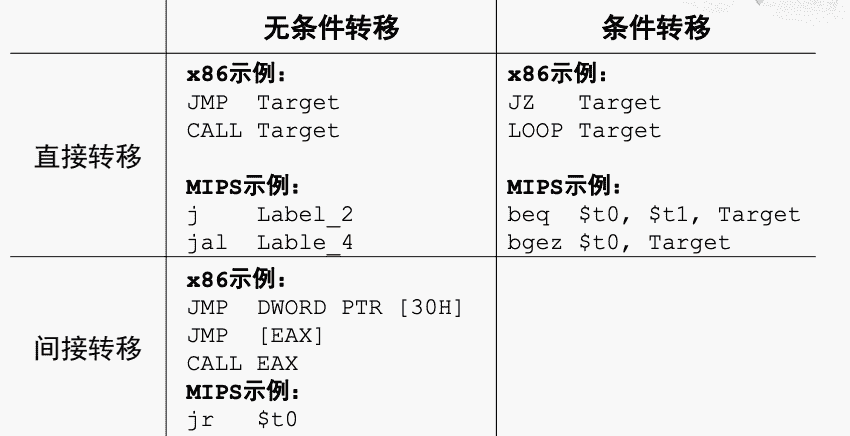 无条件转移 条件转移
直接转移
x86示例：
JMP Target
CALL Target
MIPS示例：
j Label_2
jal Lable_4
x86示例：
JZ Target
LOOP Target
MIPS示例：
beq $t0, $t1, Target
bgez $t0, Target
间接转移
x86示例：
JMP DWORD PTR [30H]
JMP [EAX]
CALL EAX
MIPS示例：
jr $t0